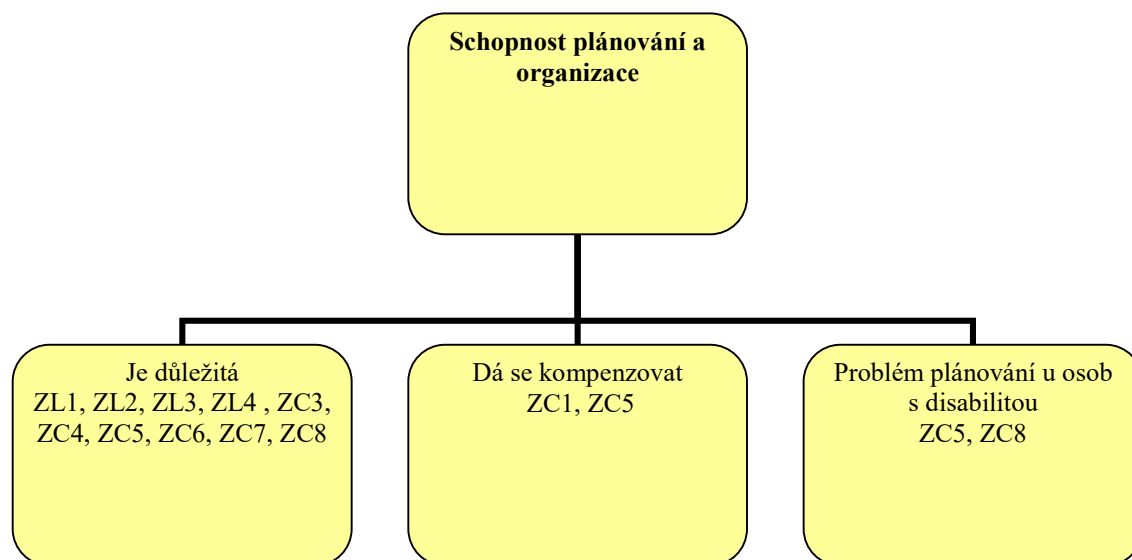 Schopnost plánování a
organizace
Je důležitá
ZL1, ZL2, ZL3, ZL4 , ZC3,
ZC4, ZC5, ZC6, ZC7, ZC8
Dá se kompenzovat
ZC1, ZC5
Problém plánování u osob
s disabilitou
ZC5, ZC8